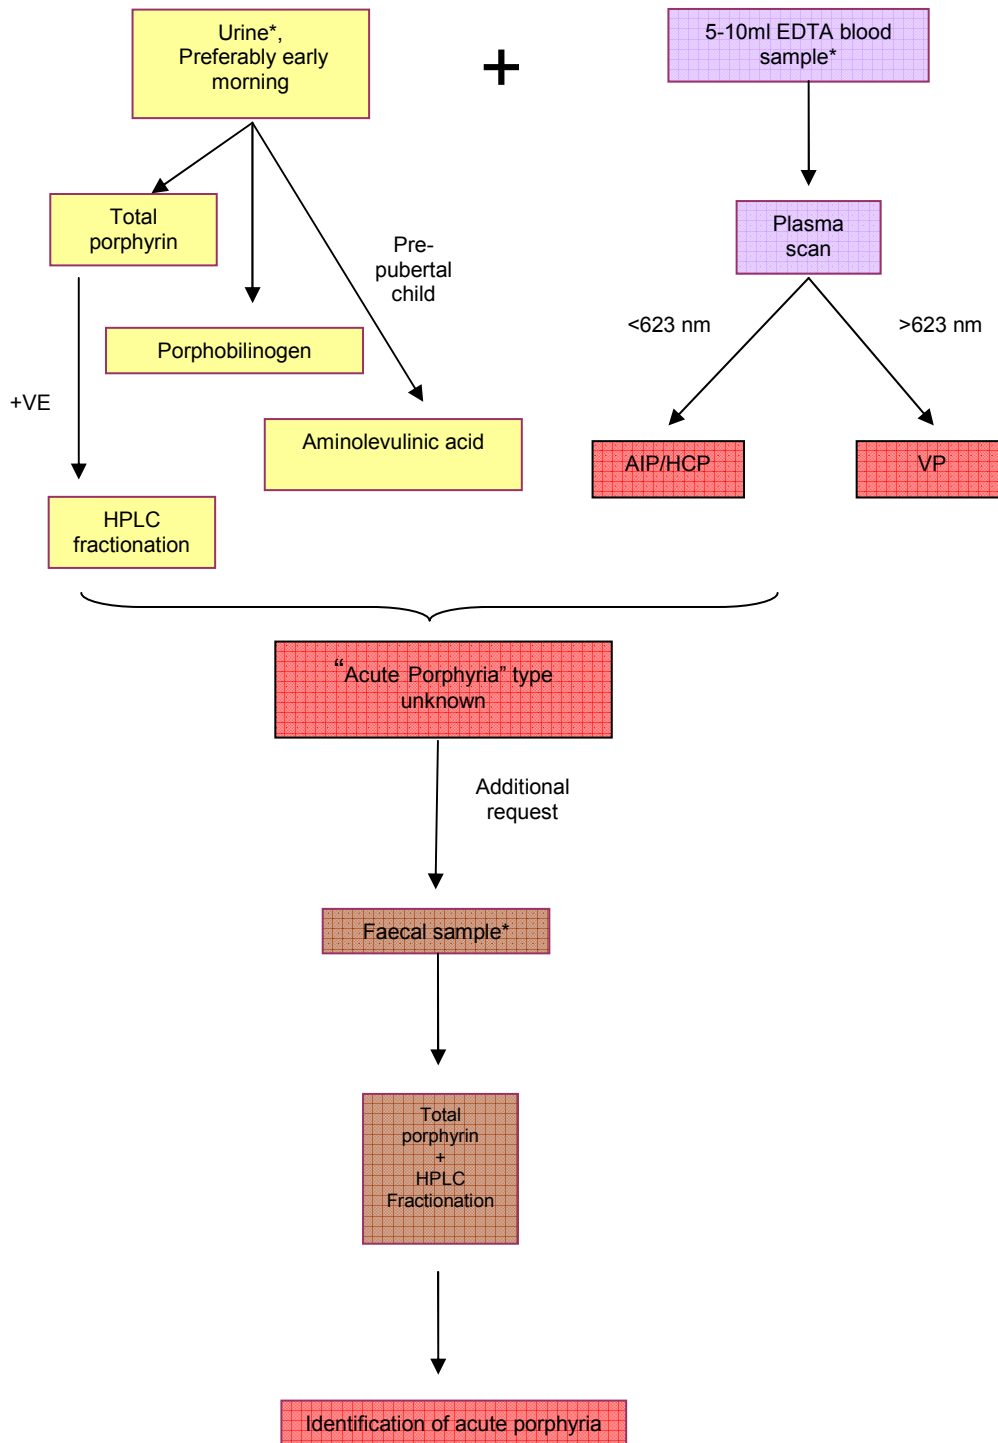 Urine*,
Preferably early
morning
+
5-10ml EDTA blood
sample*
Total
porphyrin
Pre-
pubertal
child
Plasma
scan
<623 nm
>623 nm
Porphobilinogen
+VE
Aminolevulinic acid
AIP/HCP
VP
HPLC
fractionation
“Acute Porphyria” type
unknown
Additional
request
Faecal sample*
Total
porphyrin
+
HPLC
Fractionation
Identification of acute porphyria